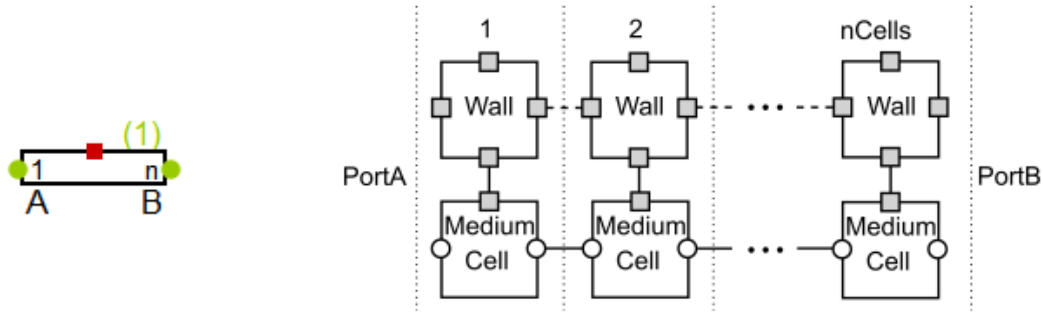 (1)
1 n
A B
1 2 nCells
Wall Wall ... Wall
PortA PortB
Medium Cell Medium Cell ... Medium Cell